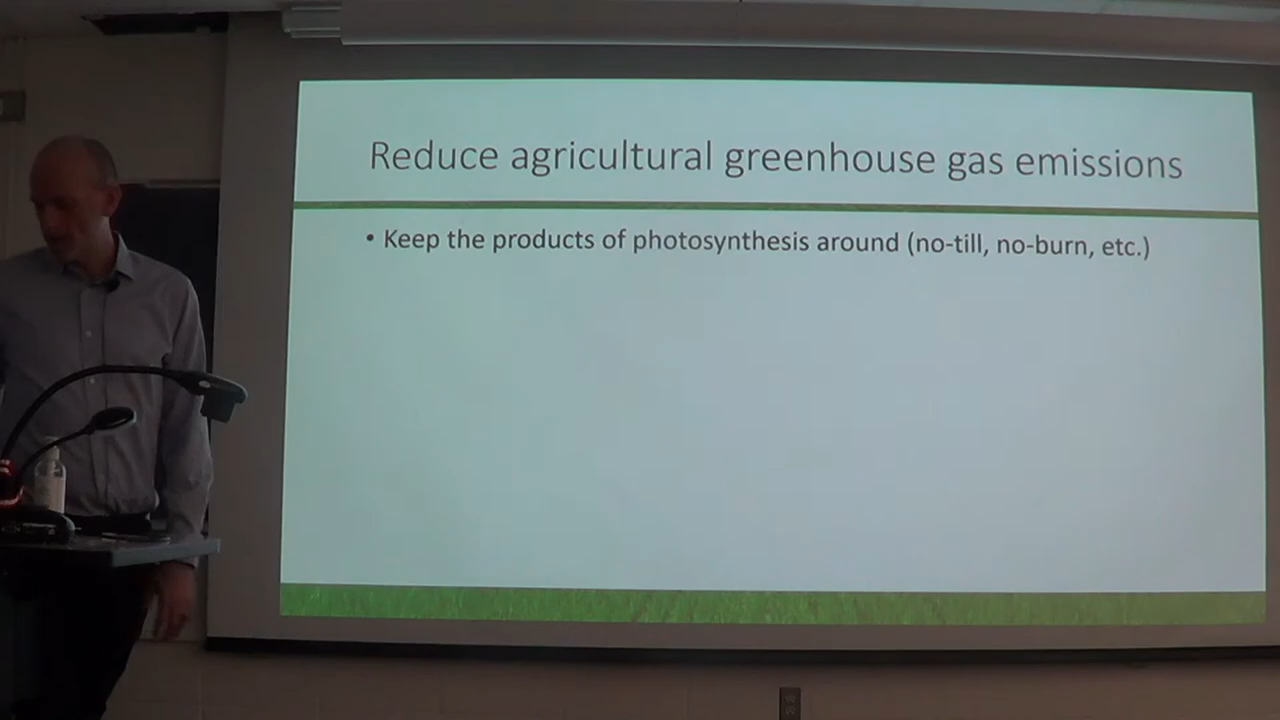 Reduce agricultural greenhouse gas emissions
• Keep the products of photosynthesis around (no-till, no-burn, etc.)